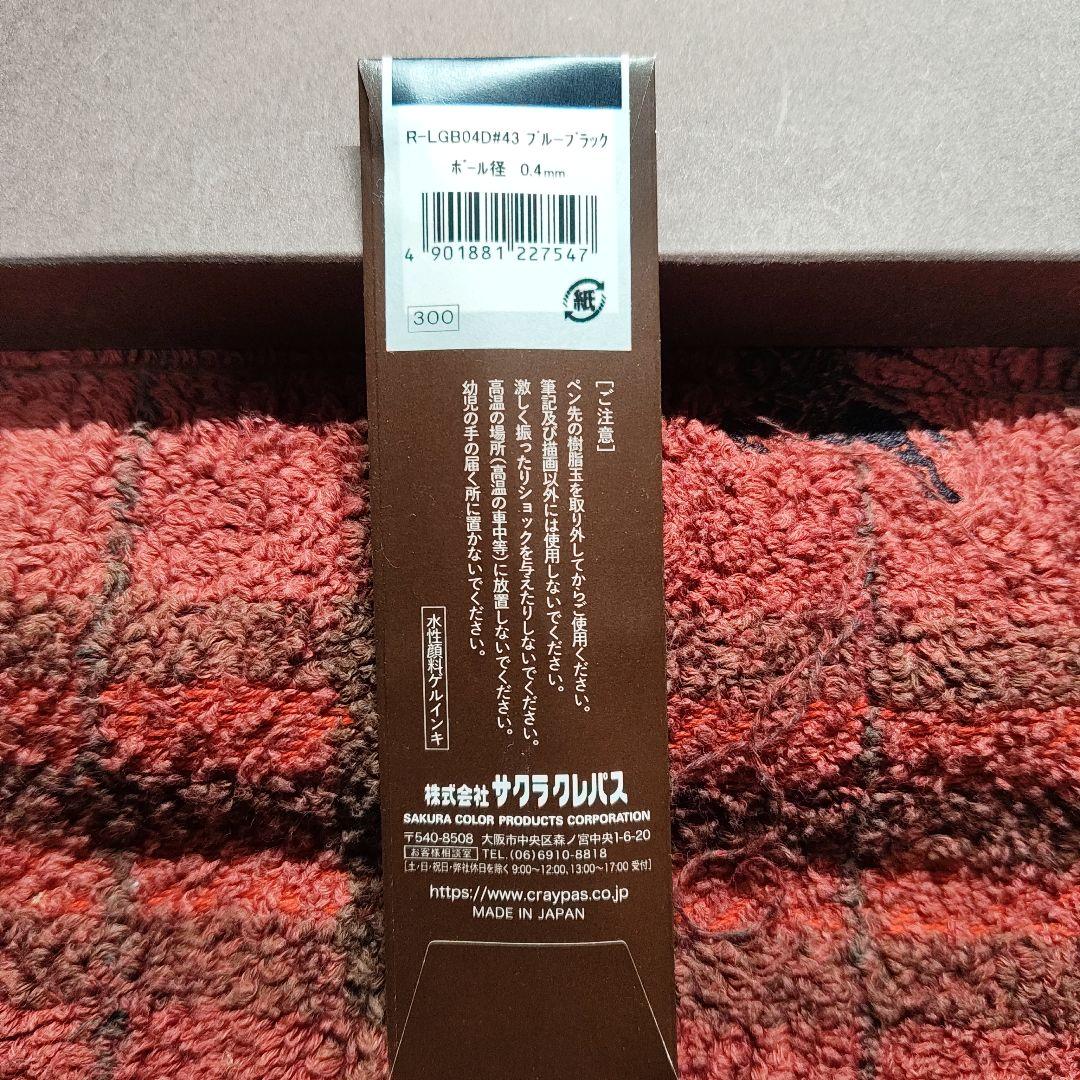 R-LGB04D#43 ブルーブラック
ボール径 0.4mm
4 901881 227547
紙
300
[ご注意]
ペン先の樹脂玉を取り外してからご使用ください。
筆記及び描画以外には使用しないでください。
激しく振ったりショックを与えたりしないでください。
高温の場所(高温の車中等)に放置しないでください。
幼児の手の届く所に置かないでください。
水性顔料ゲルインキ
株式会社 サクラクレパス
SAKURA COLOR PRODUCTS CORPORATION
〒540-8508 大阪市中央区森ノ宮中央1-6-20
お客様相談室 TEL.(06)6910-8818
[土・日・祝日・弊社休日を除く 9:00~12:00、13:00~17:00 受付]
https://www.craypas.co.jp
MADE IN JAPAN